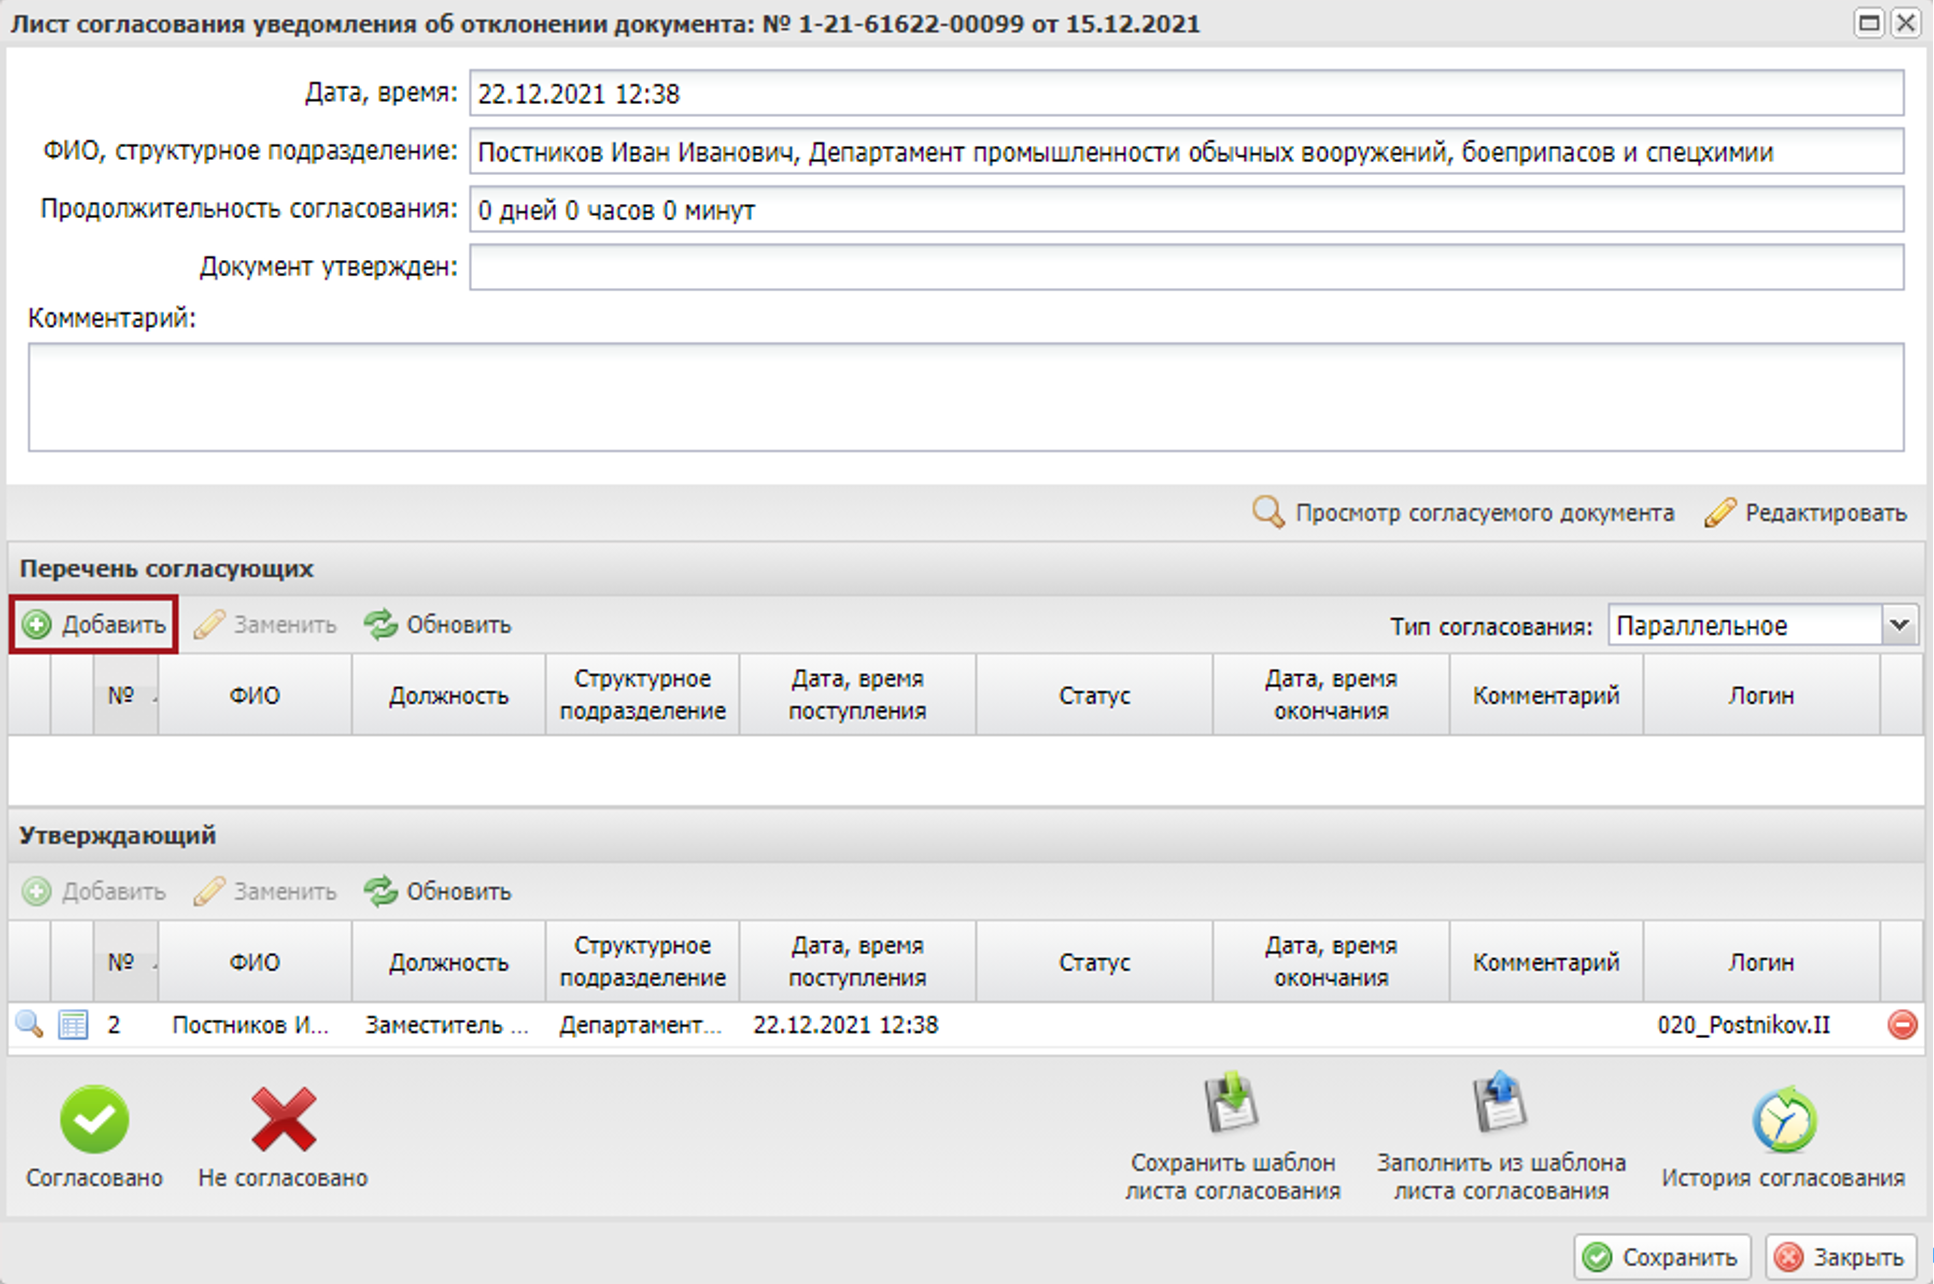 Лист согласования уведомления об отклонении документа: № 1-21-61622-00099 от 15.12.2021
Дата, время: 22.12.2021 12:38
ФИО, структурное подразделение: Постников Иван Иванович, Департамент промышленности обычных вооружений, боеприпасов и спецхимии
Продолжительность согласования: 0 дней 0 часов 0 минут
Документ утвержден:
Комментарий:
Просмотр согласуемого документа Редактировать
Перечень согласующих
Добавить Заменить Обновить Тип согласования: Параллельное
№ ФИО Должность Структурное подразделение Дата, время поступления Статус Дата, время окончания Комментарий Логин
Утверждающий
Добавить Заменить Обновить
№ ФИО Должность Структурное подразделение Дата, время поступления Статус Дата, время окончания Комментарий Логин
2 Постников И... Заместитель ... Департамент... 22.12.2021 12:38 020_Postnikov.II
Согласовано Не согласовано Сохранить шаблон листа согласования Заполнить из шаблона листа согласования История согласования
Сохранить Закрыть